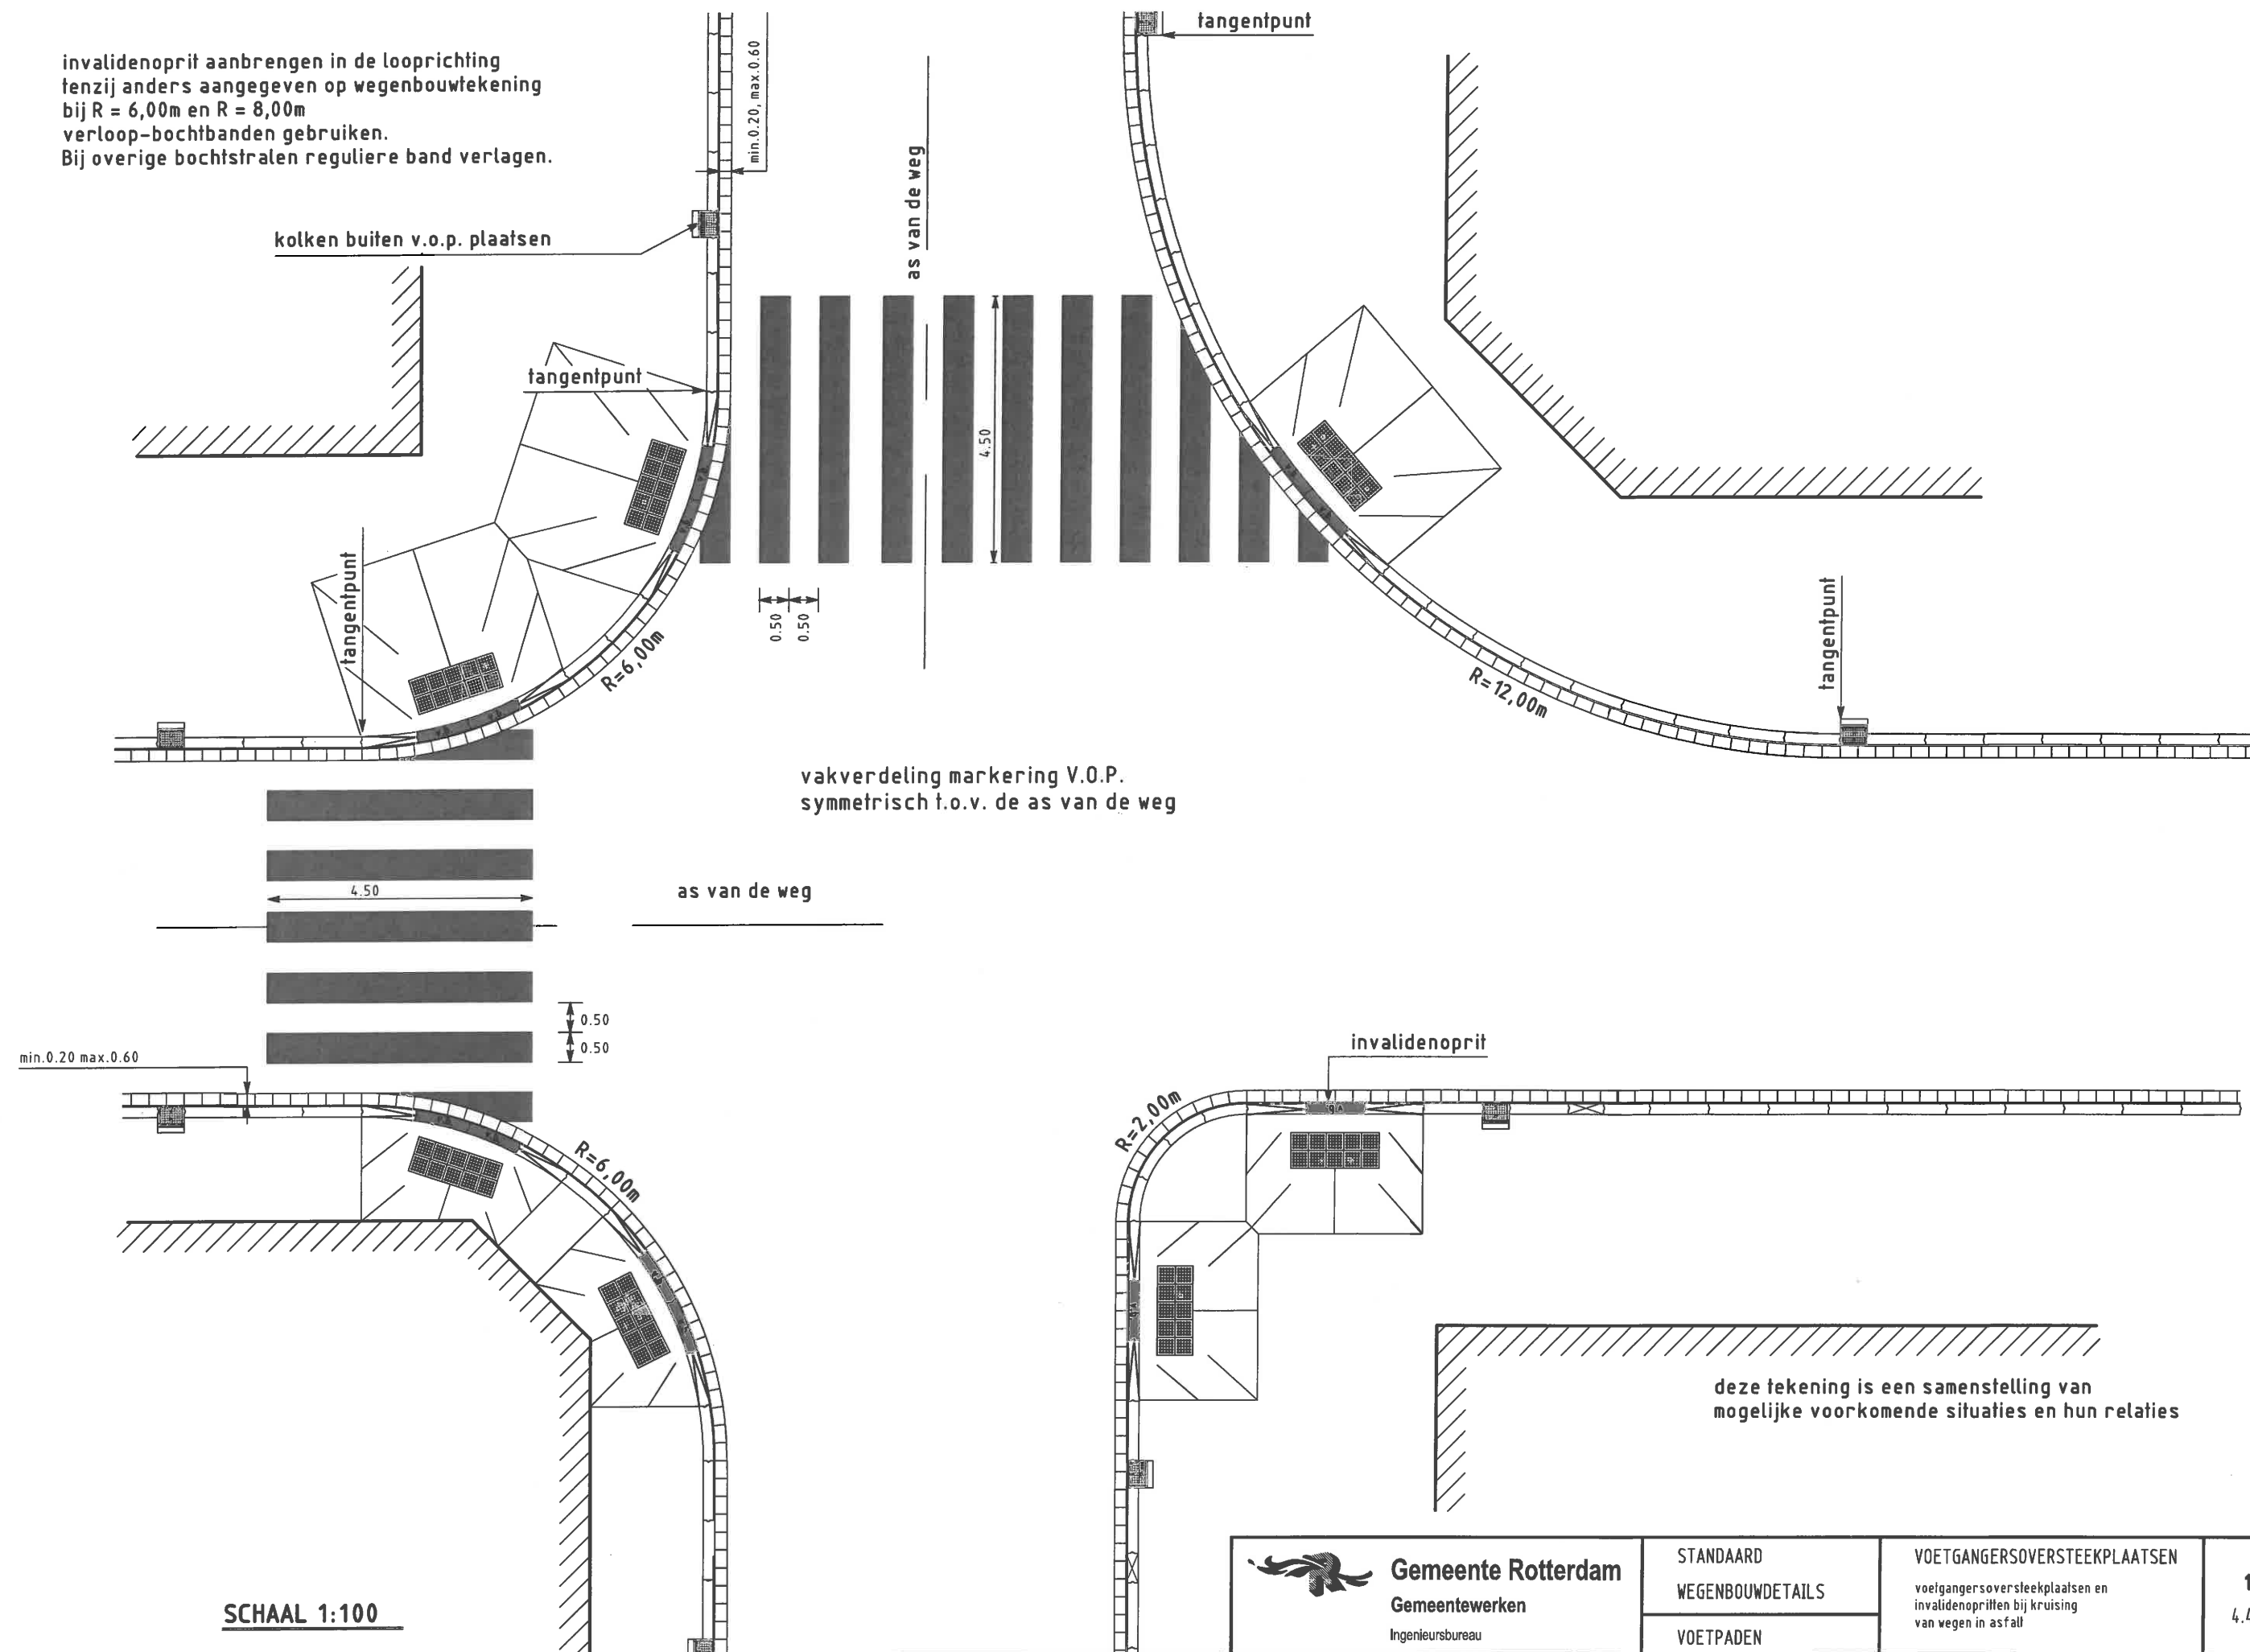 invalidenoprit aanbrengen in de looprichting
tenzij anders aangegeven op wegenbouwtekening
bij R = 6,00m en R = 8,00m
verloop-bochtbanden gebruiken.
Bij overige bochtstralen reguliere band verlagen.
tangentpunt
min.0.20, max.0.60
as van de weg
kolken buiten v.o.p. plaatsen
tangentpunt
4.50
tangentpunt
0.50
0.50
R=6,00m
tangentpunt
R=12,00m
vakverdeling markering V.O.P.
symmetrisch t.o.v. de as van de weg
4.50
as van de weg
0.50
0.50
min.0.20 max.0.60
invalidenoprit
R=2,00m
R=6,00m
deze tekening is een samenstelling van
mogelijke voorkomende situaties en hun relaties
SCHAAL 1:100
Gemeente Rotterdam
Gemeentewerken
Ingenieursbureau
STANDAARD
WEGENBOUWDETAILS
VOETPADEN
VOETGANGERSOVERSTEEKPLAATSEN
voetgangersoversteekplaatsen en
invalidenopritten bij kruising
van wegen in asfalt